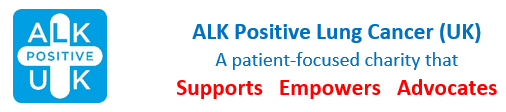 ALK
POSITIVE
UK
ALK Positive Lung Cancer (UK)
A patient-focused charity that
Supports Empowers Advocates